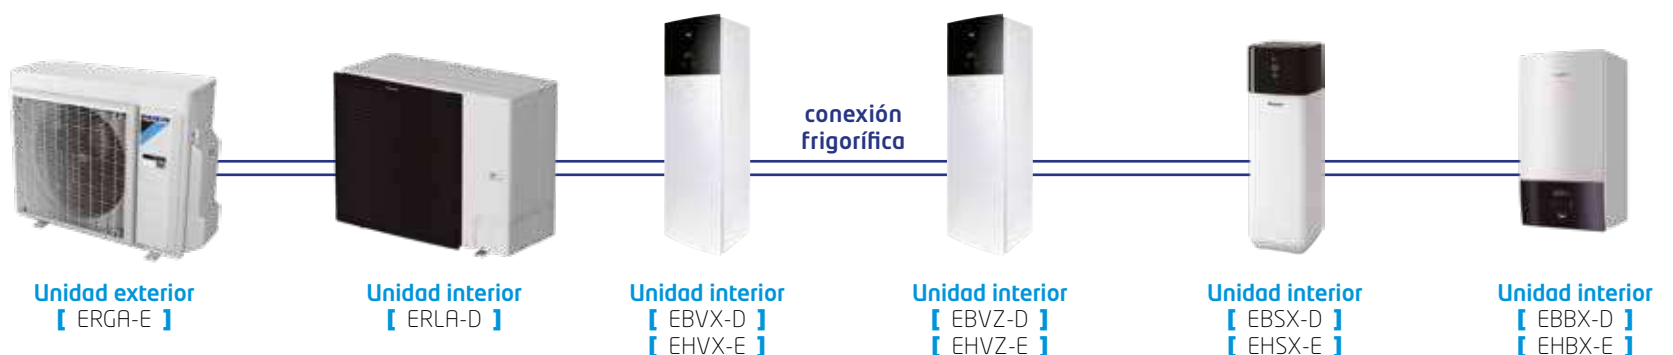 conexión
frigorífica
Unidad exterior
[ ERGA-E ]
Unidad interior
[ ERLA-D ]
Unidad interior
[ EBVX-D ]
[ EHVX-E ]
Unidad interior
[ EBVZ-D ]
[ EHVZ-E ]
Unidad interior
[ EBSX-D ]
[ EHSX-E ]
Unidad interior
[ EBBX-D ]
[ EHBX-E ]